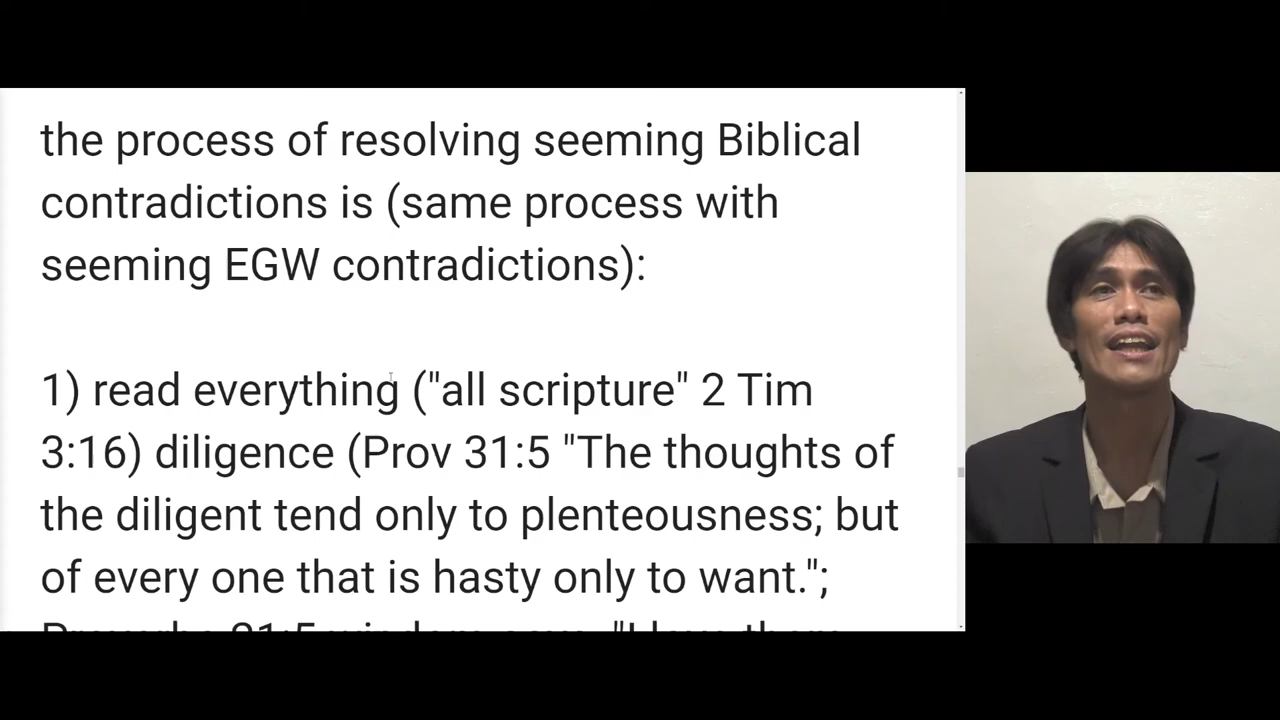 the process of resolving seeming Biblical
contradictions is (same process with
seeming EGW contradictions):
1) read everything ("all scripture" 2 Tim
3:16) diligence (Prov 31:5 "The thoughts of
the diligent tend only to plenteousness; but
of every one that is hasty only to want.";